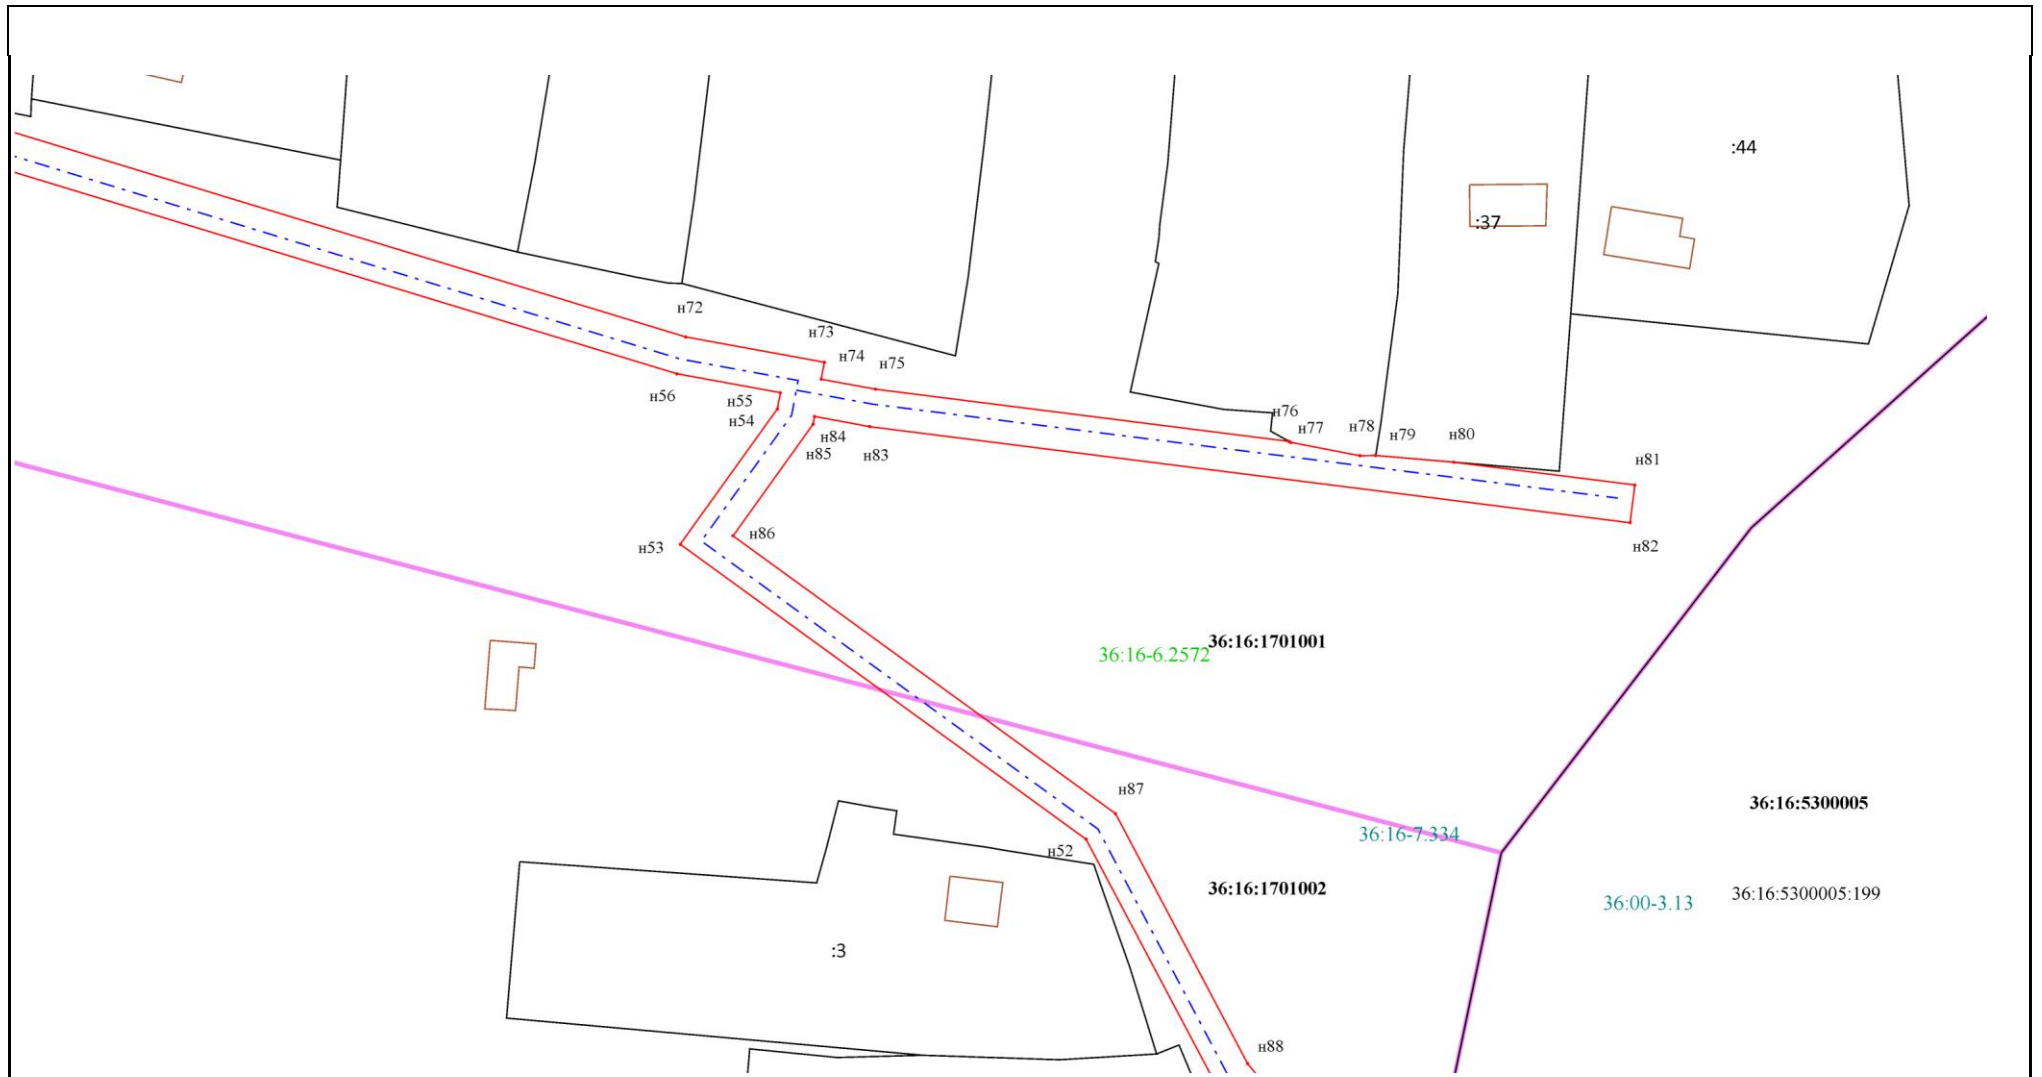 :44
:37
н72
н73
н74
н75
н56
н55
н54
н84
н85
н83
н76
н77
н78
н79
н80
н81
н82
н53
н86
36:16:1701001
36:16-6.2572
н87
36:16:5300005
36:16-7.334
н52
36:16:1701002
36:00-3.13
36:16:5300005:199
:3
н88